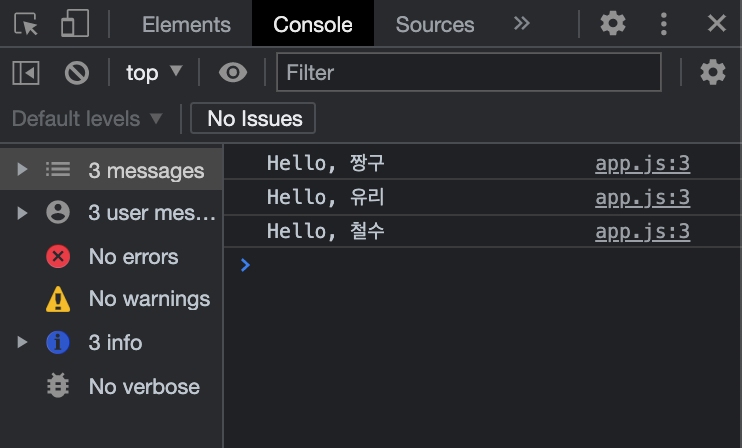 Elements Console Sources
top Filter
Default levels No Issues
3 messages
3 user mes...
No errors
No warnings
3 info
No verbose
Hello, 짱구 app.js:3
Hello, 유리 app.js:3
Hello, 철수 app.js:3